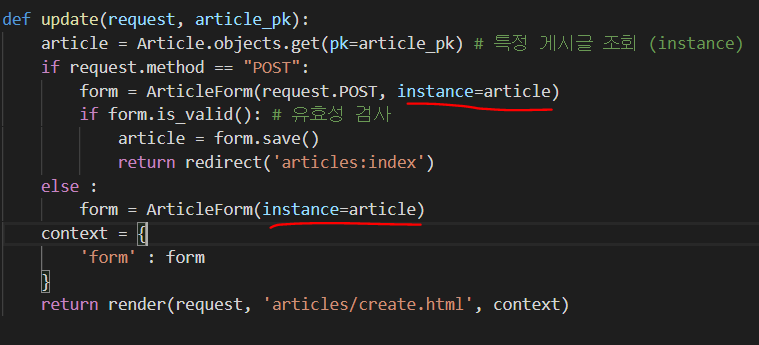 def update(request, article_pk):
    article = Article.objects.get(pk=article_pk) # 특정 게시글 조회 (instance)
    if request.method == "POST":
        form = ArticleForm(request.POST, instance=article)
        if form.is_valid(): # 유효성 검사
            article = form.save()
            return redirect('articles:index')
    else :
        form = ArticleForm(instance=article)
    context = {
        'form' : form
    }
    return render(request, 'articles/create.html', context)